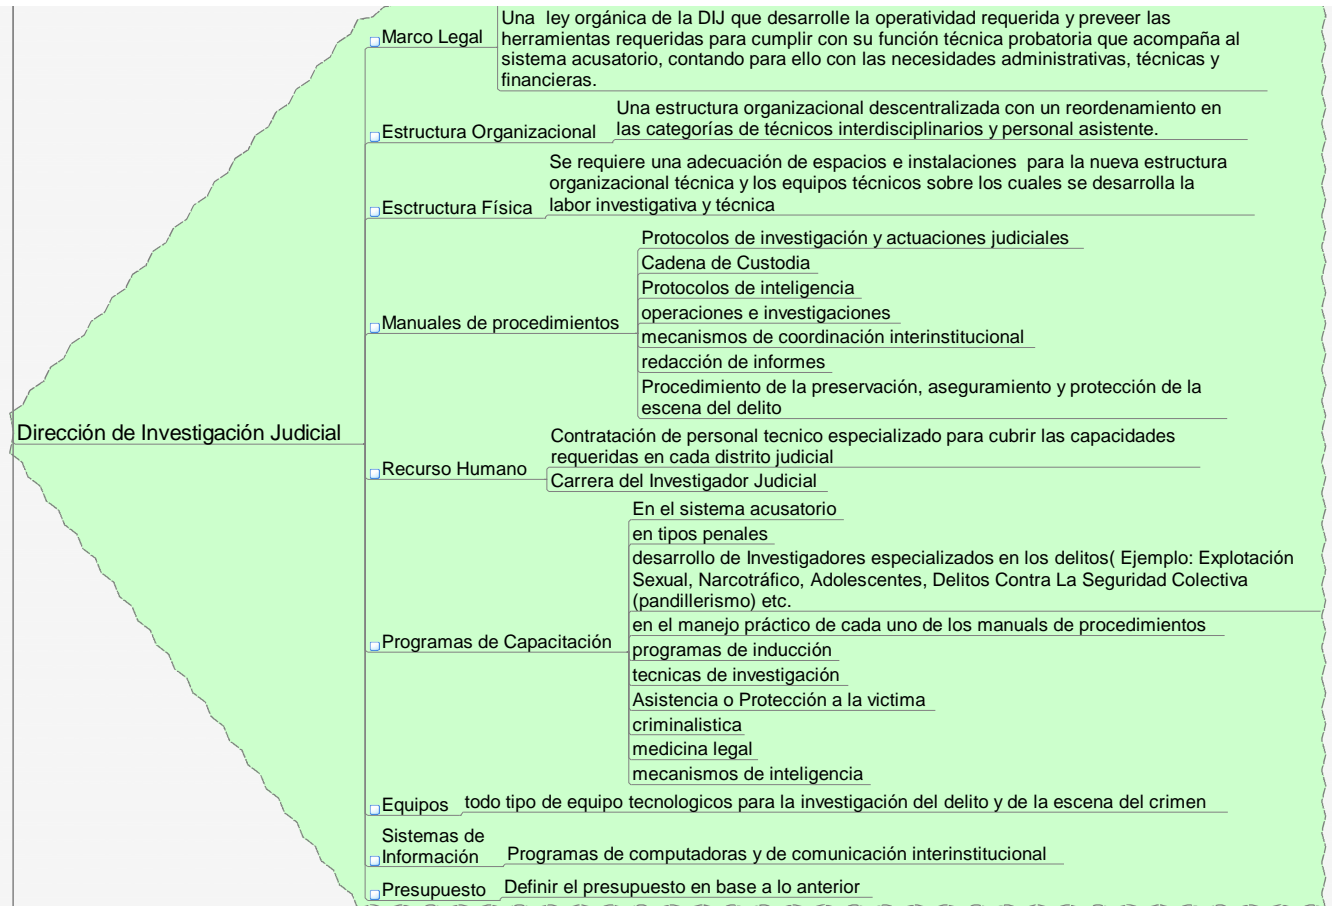 Dirección de Investigación Judicial
Marco Legal
Una ley orgánica de la DIJ que desarrolle la operatividad requerida y preveer las
herramientas requeridas para cumplir con su función técnica probatoria que acompaña al
sistema acusatorio, contando para ello con las necesidades administrativas, técnicas y
financieras.
Estructura Organizacional
Una estructura organizacional descentralizada con un reordenamiento en
las categorías de técnicos interdisciplinarios y personal asistente.
Esctructura Física
Se requiere una adecuación de espacios e instalaciones para la nueva estructura
organizacional técnica y los equipos técnicos sobre los cuales se desarrolla la
labor investigativa y técnica
Manuales de procedimientos
Protocolos de investigación y actuaciones judiciales
Cadena de Custodia
Protocolos de inteligencia
operaciones e investigaciones
mecanismos de coordinación interinstitucional
redacción de informes
Procedimiento de la preservación, aseguramiento y protección de la
escena del delito
Recurso Humano
Contratación de personal tecnico especializado para cubrir las capacidades
requeridas en cada distrito judicial
Carrera del Investigador Judicial
Programas de Capacitación
En el sistema acusatorio
en tipos penales
desarrollo de Investigadores especializados en los delitos( Ejemplo: Explotación
Sexual, Narcotráfico, Adolescentes, Delitos Contra La Seguridad Colectiva
(pandillerismo) etc.
en el manejo práctico de cada uno de los manuals de procedimientos
programas de inducción
tecnicas de investigación
Asistencia o Protección a la victima
criminalistica
medicina legal
mecanismos de inteligencia
Equipos
todo tipo de equipo tecnologicos para la investigación del delito y de la escena del crimen
Sistemas de
Información
Programas de computadoras y de comunicación interinstitucional
Presupuesto
Definir el presupuesto en base a lo anterior